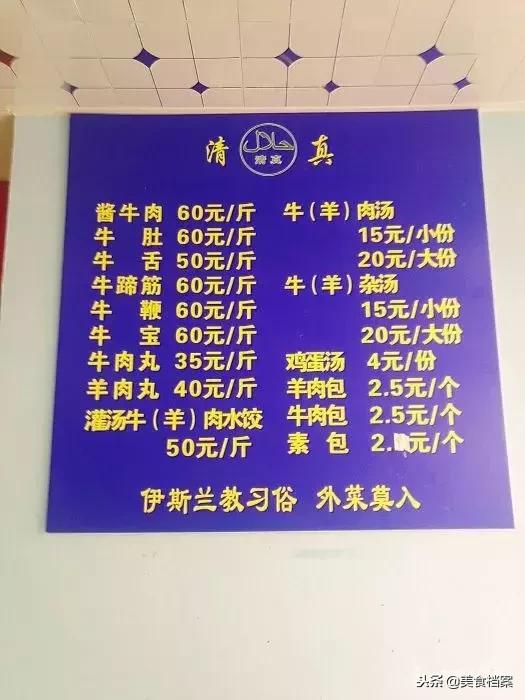 清 حلال 清真 真
酱牛肉 60元/斤
牛 肚 60元/斤
牛 舌 50元/斤
牛蹄筋 60元/斤
牛 鞭 60元/斤
牛 宝 60元/斤
牛肉丸 35元/斤
羊肉丸 40元/斤
灌汤牛（羊）肉水饺
50元/斤
牛（羊）肉汤
15元/小份
20元/大份
牛（羊）杂汤
15元/小份
20元/大份
鸡蛋汤 4元/份
羊肉包 2.5元/个
牛肉包 2.5元/个
素 包 2.元/个
伊斯兰教习俗 外菜莫入
头条 @美食档案